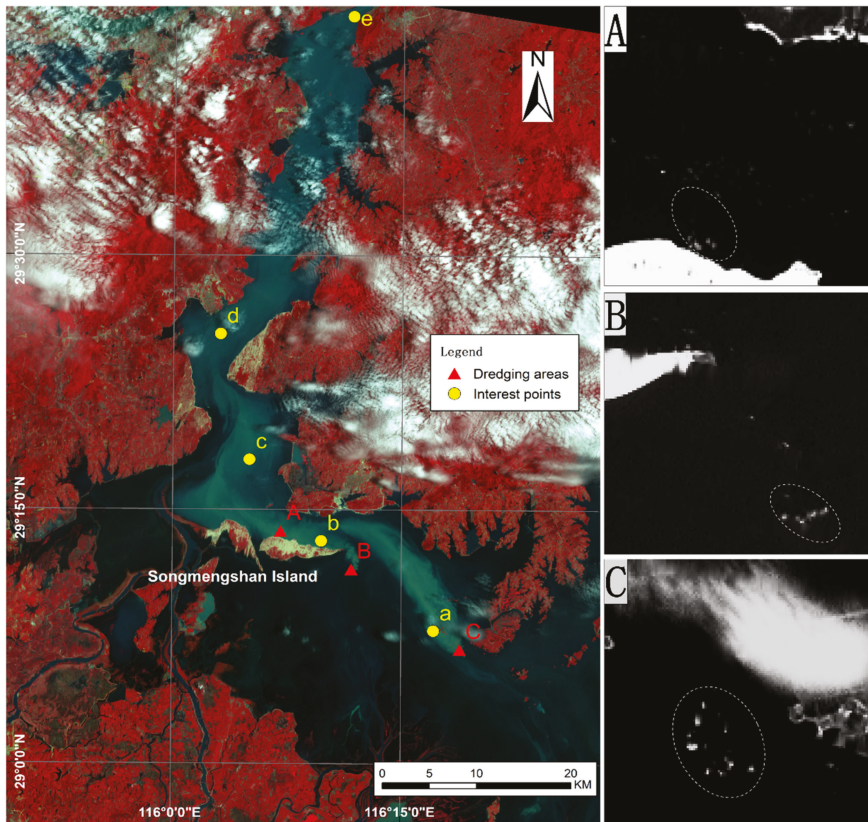 e
N
A
29°30'0"N
d
Legend
Dredging areas
Interest points
B
c
29°15'0"N
A
b
B
Songmengshan Island
a
C
C
29°0'0"N
0 5 10 20
KM
116°0'0"E 116°15'0"E